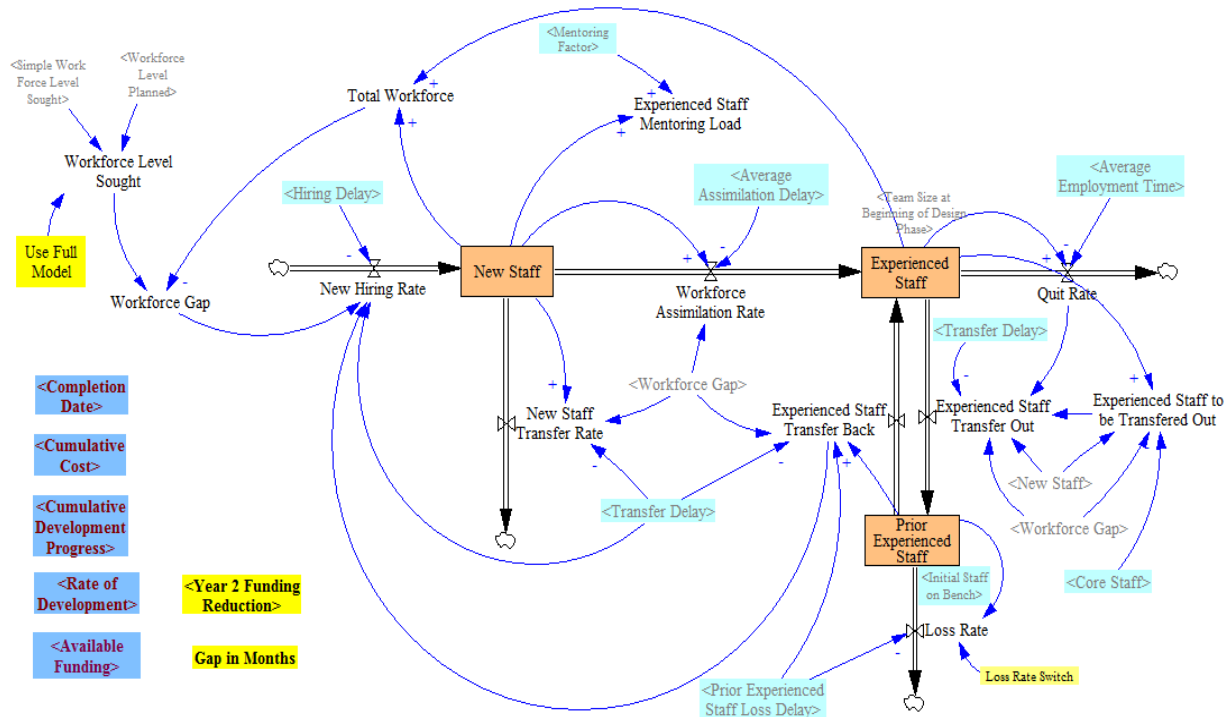 <Simple Work
Force Level
Sought>
<Workforce
Level
Planned>
Workforce Level
Sought
Use Full
Model
Total Workforce
<Mentoring
Factor>
+
+
+
+
Experienced Staff
Mentoring Load
<Hiring Delay>
-
New Hiring Rate
-
Workforce Gap
New Staff
<Average
Assimilation Delay>
+
-
Workforce
Assimilation Rate
<Team Size at
Beginning of Design
Phase>
Experienced
Staff
<Average
Employment Time>
+
-
Quit Rate
<Transfer Delay>
-
+
Experienced Staff
Transfer Out
Experienced Staff to
be Transfered Out
-
<New Staff>
<Workforce Gap>
<Core Staff>
<Workforce Gap>
+
New Staff
Transfer Rate
-
Experienced Staff
Transfer Back
-
+
<Transfer Delay>
Prior
Experienced
Staff
<Initial Staff
on Bench>
Loss Rate
-
Loss Rate Switch
<Prior Experienced
Staff Loss Delay>
<Completion
Date>
<Cumulative
Cost>
<Cumulative
Development
Progress>
<Rate of
Development>
<Available
Funding>
<Year 2 Funding
Reduction>
Gap in Months